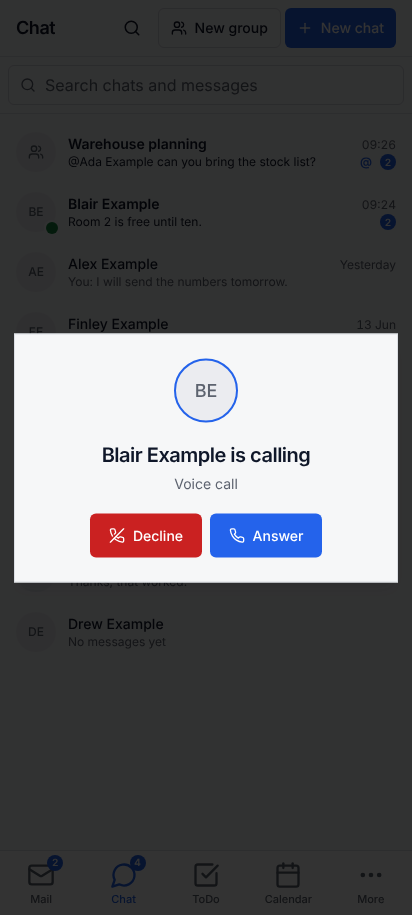 Chat
New group
New chat
Search chats and messages
Warehouse planning
09:26
@Ada Example can you bring the stock list?
@
2
BE
Blair Example
09:24
Room 2 is free until ten.
2
AE
Alex Example
Yesterday
You: I will send the numbers tomorrow.
Finley Example
13 Jun
BE
Blair Example is calling
Voice call
Decline
Answer
Thanks, that worked.
DE
Drew Example
No messages yet
2
4
Mail
Chat
ToDo
Calendar
More